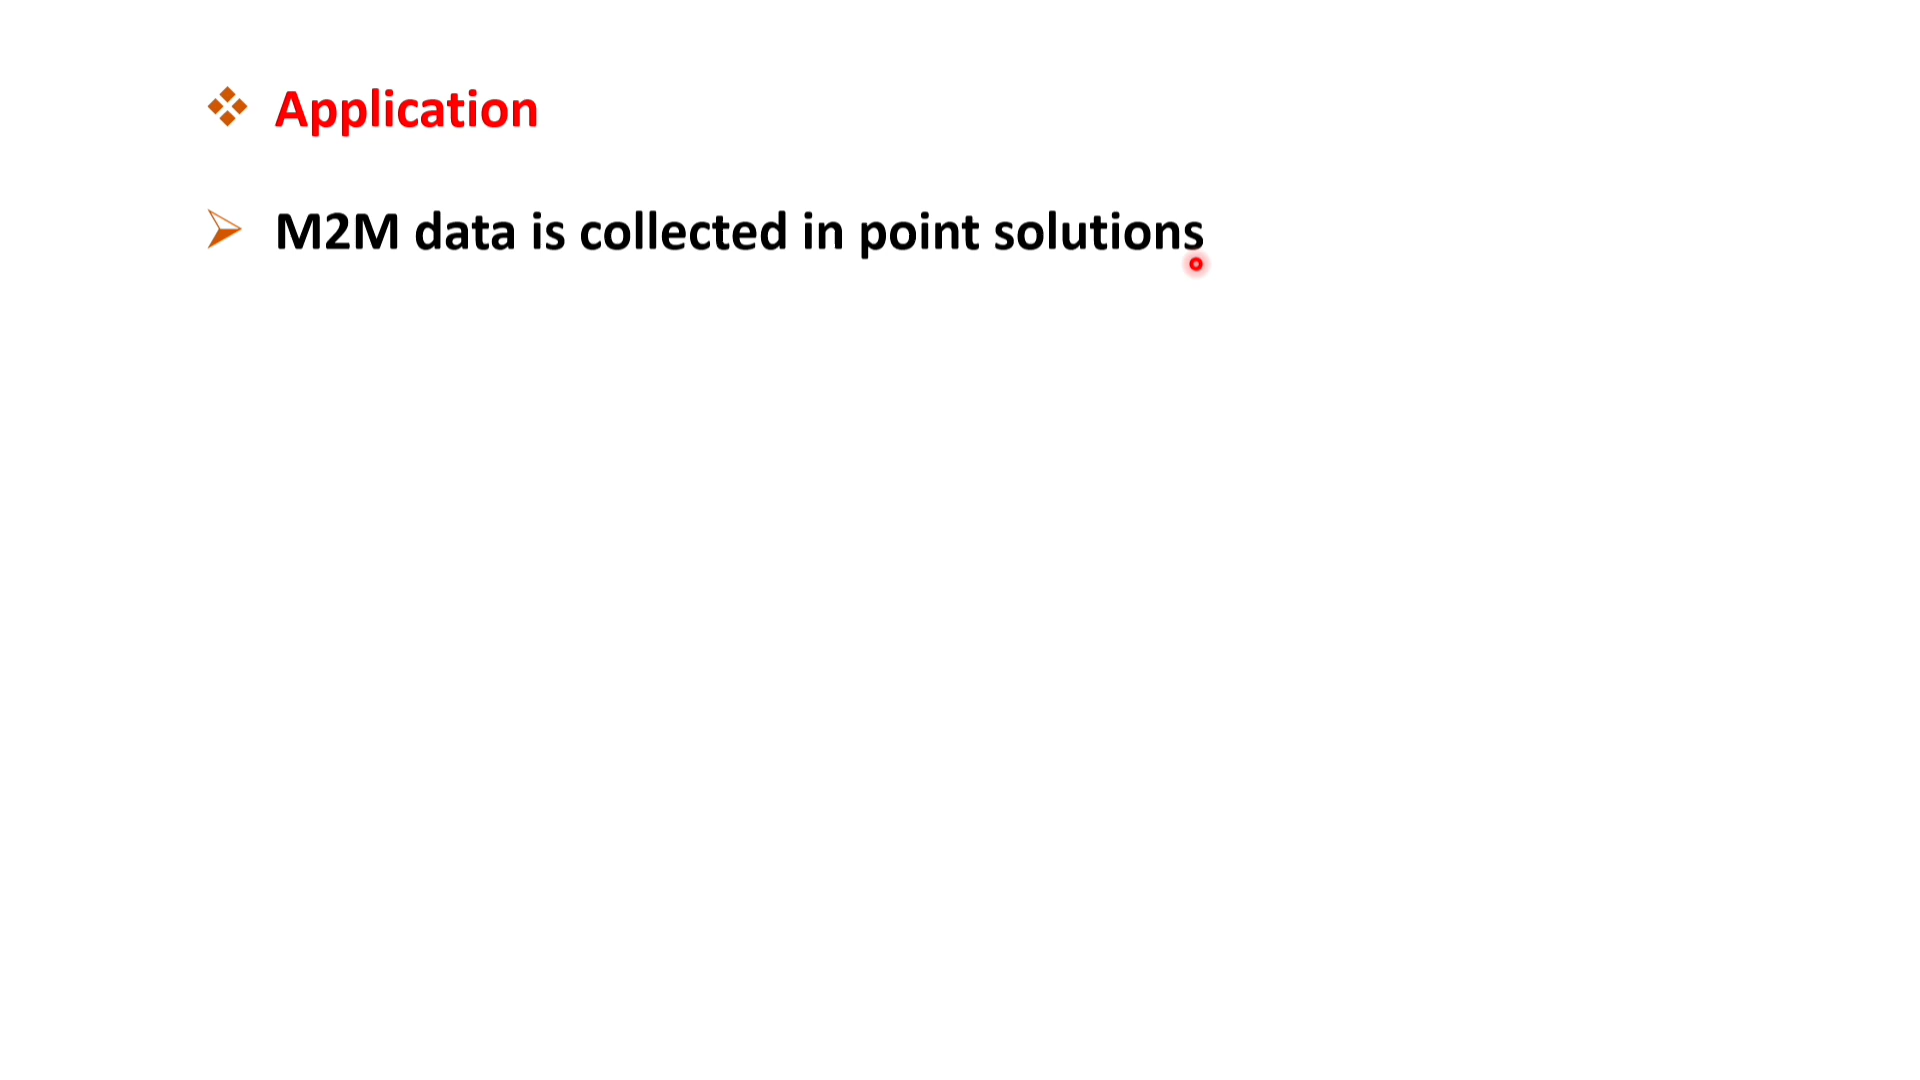 Application
M2M data is collected in point solutions